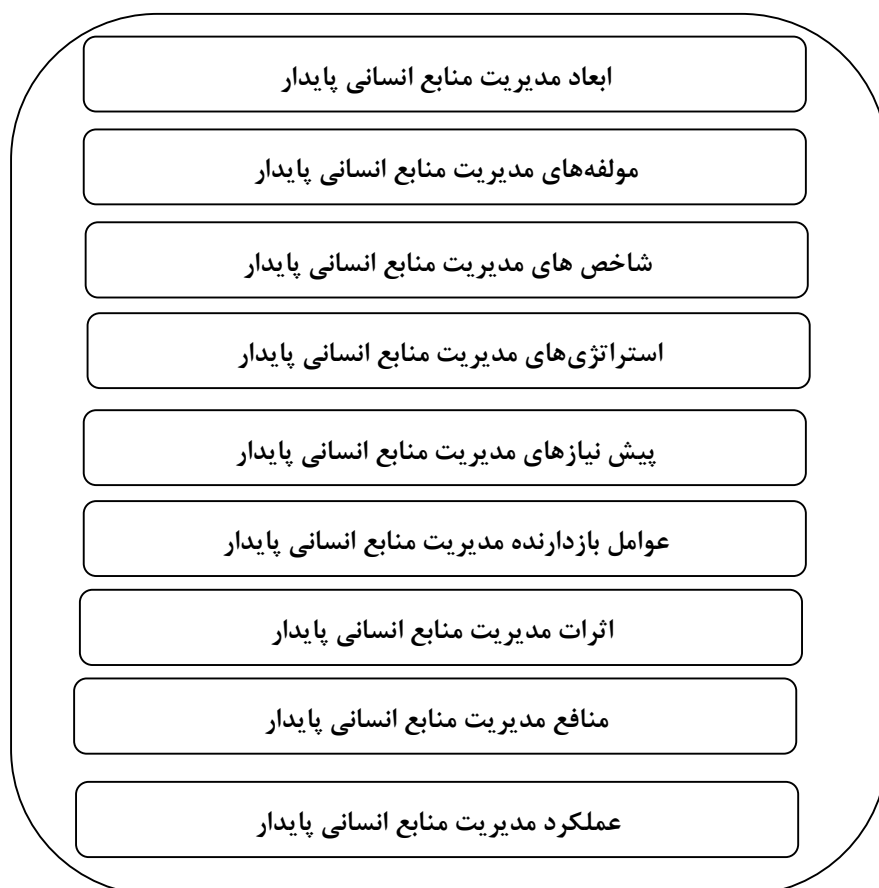 ابعاد مدیریت منابع انسانی پایدار
مولفه‌های مدیریت منابع انسانی پایدار
شاخص های مدیریت منابع انسانی پایدار
استراتژی‌های مدیریت منابع انسانی پایدار
پیش نیازهای مدیریت منابع انسانی پایدار
عوامل بازدارنده مدیریت منابع انسانی پایدار
اثرات مدیریت منابع انسانی پایدار
منافع مدیریت منابع انسانی پایدار
عملکرد مدیریت منابع انسانی پایدار